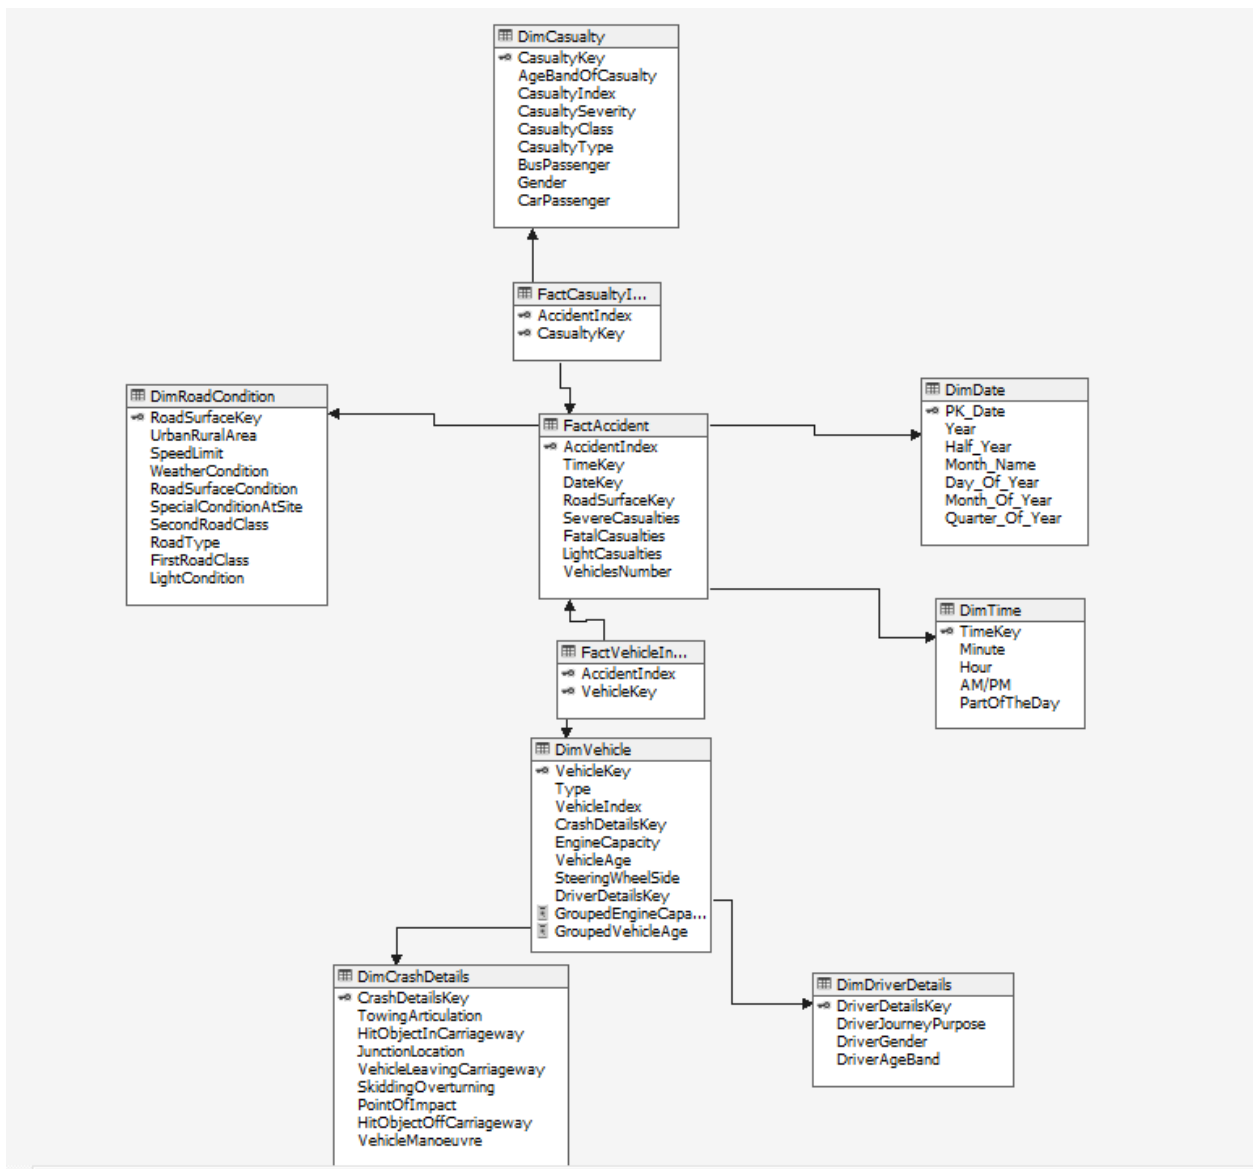 DimCasualty
CasualtyKey
AgeBandOfCasualty
CasualtyIndex
CasualtySeverity
CasualtyClass
CasualtyType
BusPassenger
Gender
CarPassenger
FactCasualtyI...
AccidentIndex
CasualtyKey
DimRoadCondition
RoadSurfaceKey
UrbanRuralArea
SpeedLimit
WeatherCondition
RoadSurfaceCondition
SpecialConditionAtSite
SecondRoadClass
RoadType
FirstRoadClass
LightCondition
FactAccident
AccidentIndex
TimeKey
DateKey
RoadSurfaceKey
SevereCasualties
FatalCasualties
LightCasualties
VehiclesNumber
DimDate
PK_Date
Year
Half_Year
Month_Name
Day_Of_Year
Month_Of_Year
Quarter_Of_Year
DimTime
TimeKey
Minute
Hour
AM/PM
PartOfTheDay
FactVehicleIn...
AccidentIndex
VehicleKey
DimVehicle
VehicleKey
Type
VehicleIndex
CrashDetailsKey
EngineCapacity
VehicleAge
SteeringWheelSide
DriverDetailsKey
GroupedEngineCapa...
GroupedVehicleAge
DimCrashDetails
CrashDetailsKey
TowingArticulation
HitObjectInCarriageway
JunctionLocation
VehicleLeavingCarriageway
SkiddingOverturning
PointOfImpact
HitObjectOffCarriageway
VehicleManoeuvre
DimDriverDetails
DriverDetailsKey
DriverJourneyPurpose
DriverGender
DriverAgeBand